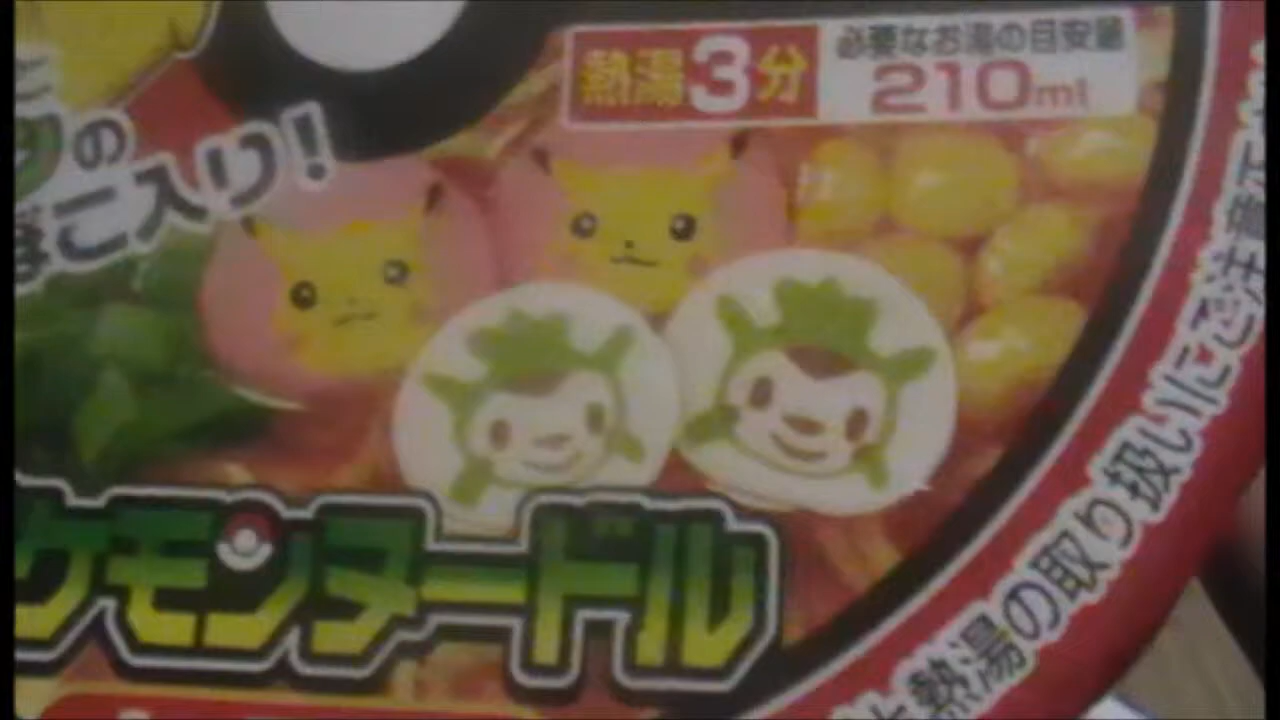 熱湯3分
必要なお湯の目安量
210ml
の
こ入り!
ケモンヌードル
熱湯の取り扱いにご注意